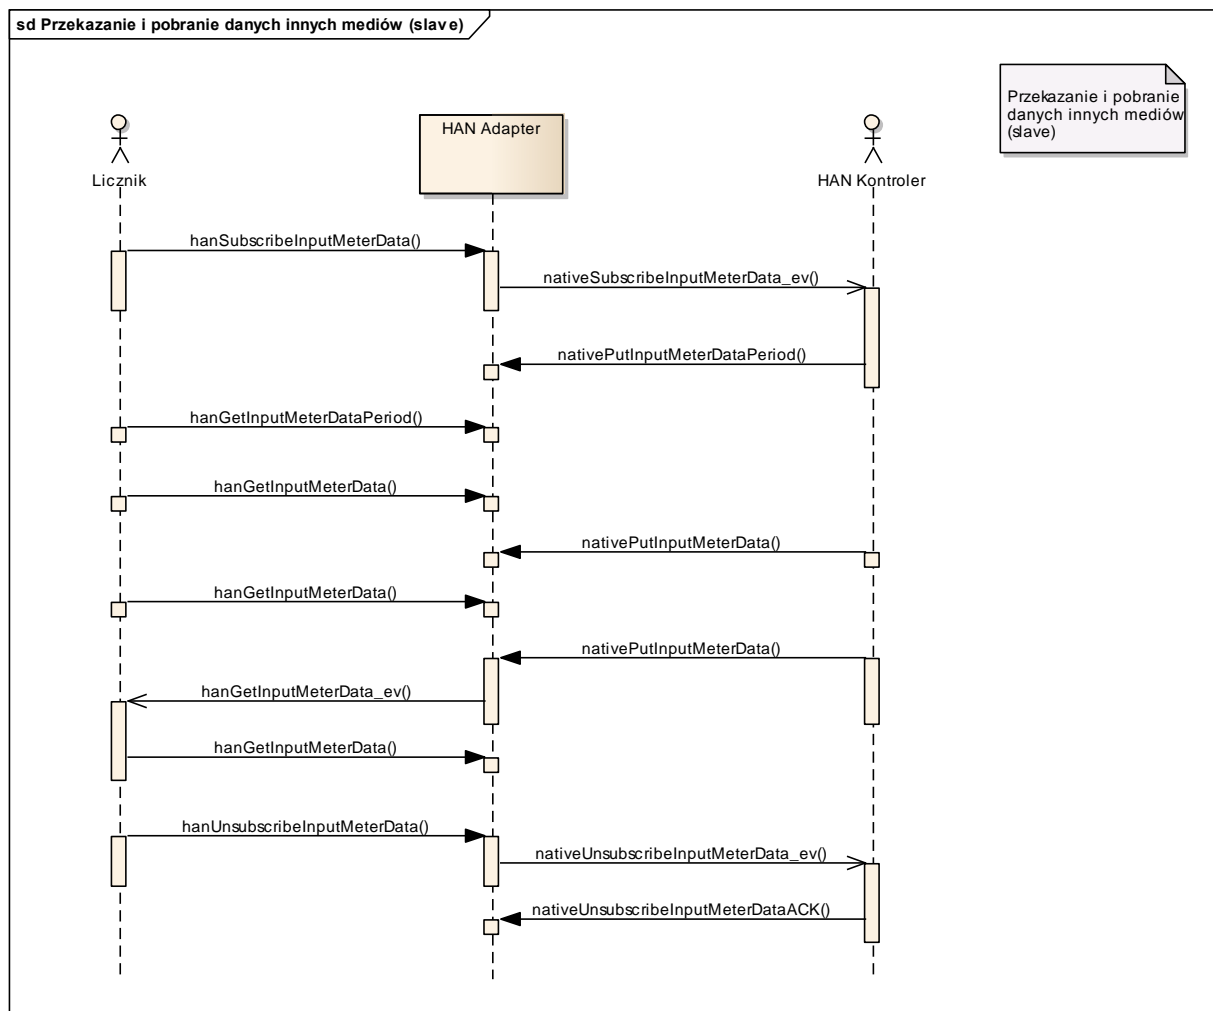 sd Przekazanie i pobranie danych innych mediów (slave)
Przekazanie i pobranie
danych innych mediów
(slave)
Licznik
HAN Adapter
HAN Kontroler
hanSubscribeInputMeterData()
nativeSubscribeInputMeterData_ev()
nativePutInputMeterDataPeriod()
hanGetInputMeterDataPeriod()
hanGetInputMeterData()
nativePutInputMeterData()
hanGetInputMeterData()
nativePutInputMeterData()
hanGetInputMeterData_ev()
hanGetInputMeterData()
hanUnsubscribeInputMeterData()
nativeUnsubscribeInputMeterData_ev()
nativeUnsubscribeInputMeterDataACK()